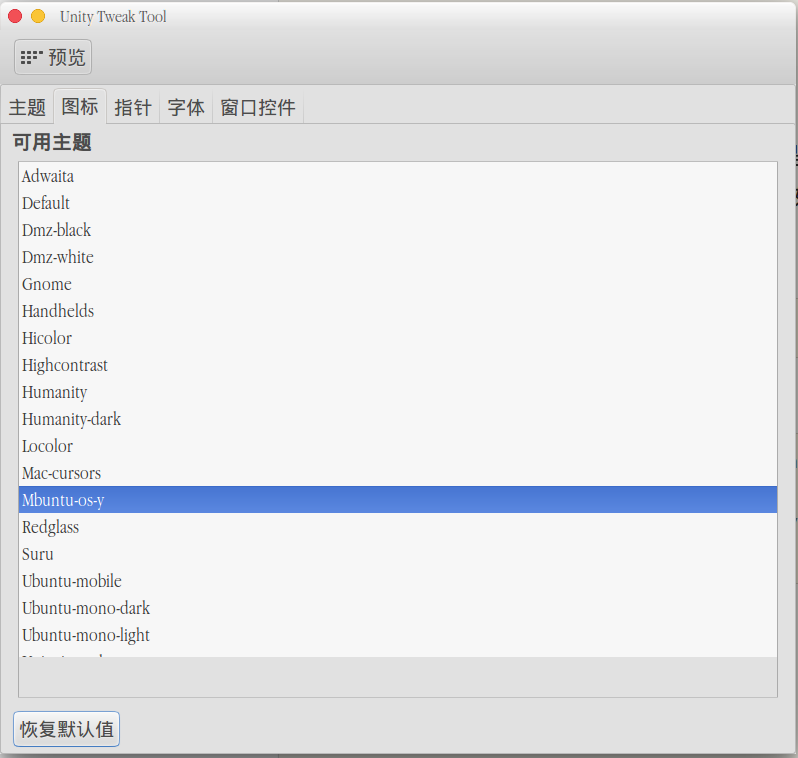 Unity Tweak Tool
预览
主题 图标 指针 字体 窗口控件
可用主题
Adwaita
Default
Dmz-black
Dmz-white
Gnome
Handhelds
Hicolor
Highcontrast
Humanity
Humanity-dark
Locolor
Mac-cursors
Mbuntu-os-y
Redglass
Suru
Ubuntu-mobile
Ubuntu-mono-dark
Ubuntu-mono-light
恢复默认值